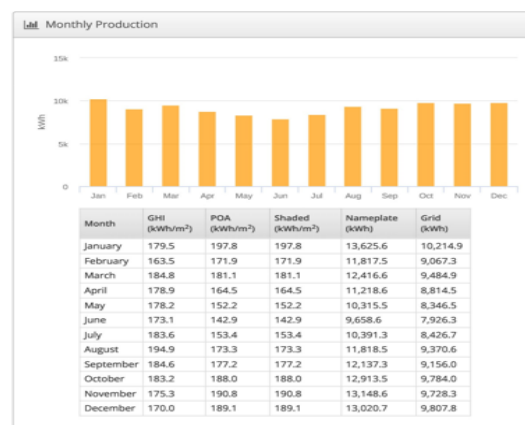 Monthly Production
15k
10k
5k
0
kWh
Jan Feb Mar Apr May Jun Jul Aug Sep Oct Nov Dec
Month GHI (kWh/m²) POA (kWh/m²) Shaded (kWh/m²) Nameplate (kWh) Grid (kWh)
January 179.5 197.8 197.8 13,625.6 10,214.9
February 163.5 171.9 171.9 11,817.5 9,067.3
March 184.8 181.1 181.1 12,416.6 9,484.9
April 178.9 164.5 164.5 11,218.6 8,814.5
May 178.2 152.2 152.2 10,315.5 8,346.5
June 173.1 142.9 142.9 9,658.6 7,926.3
July 183.6 153.4 153.4 10,391.3 8,426.7
August 194.9 173.3 173.3 11,818.5 9,370.6
September 184.6 177.2 177.2 12,137.3 9,156.0
October 183.2 188.0 188.0 12,913.5 9,784.0
November 175.3 190.8 190.8 13,148.6 9,728.3
December 170.0 189.1 189.1 13,020.7 9,807.8